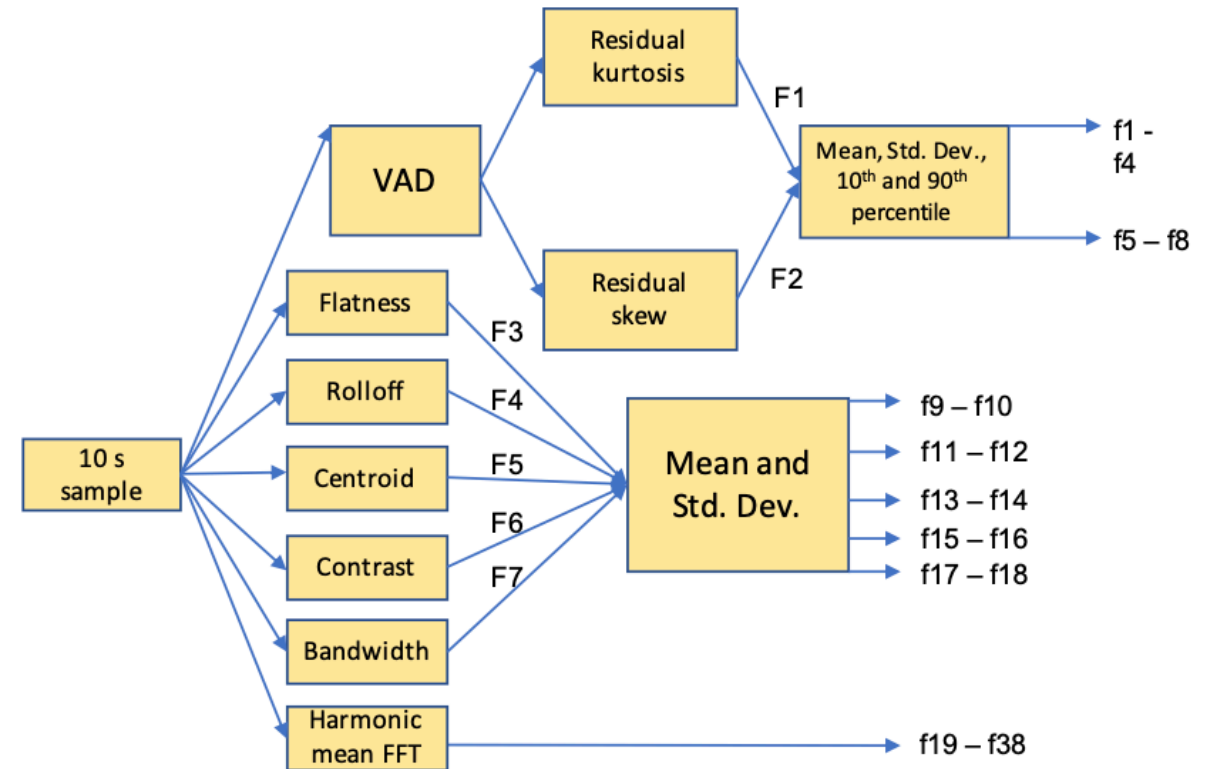 Residual
kurtosis
F1
VAD
Mean, Std. Dev.,
10th and 90th
percentile
f1 -
f4
f5 – f8
Residual
skew
F2
Flatness
F3
Rolloff
F4
10 s
sample
Centroid
F5
Contrast
F6
Bandwidth
F7
Mean and
Std. Dev.
f9 – f10
f11 – f12
f13 – f14
f15 – f16
f17 – f18
Harmonic
mean FFT
f19 – f38